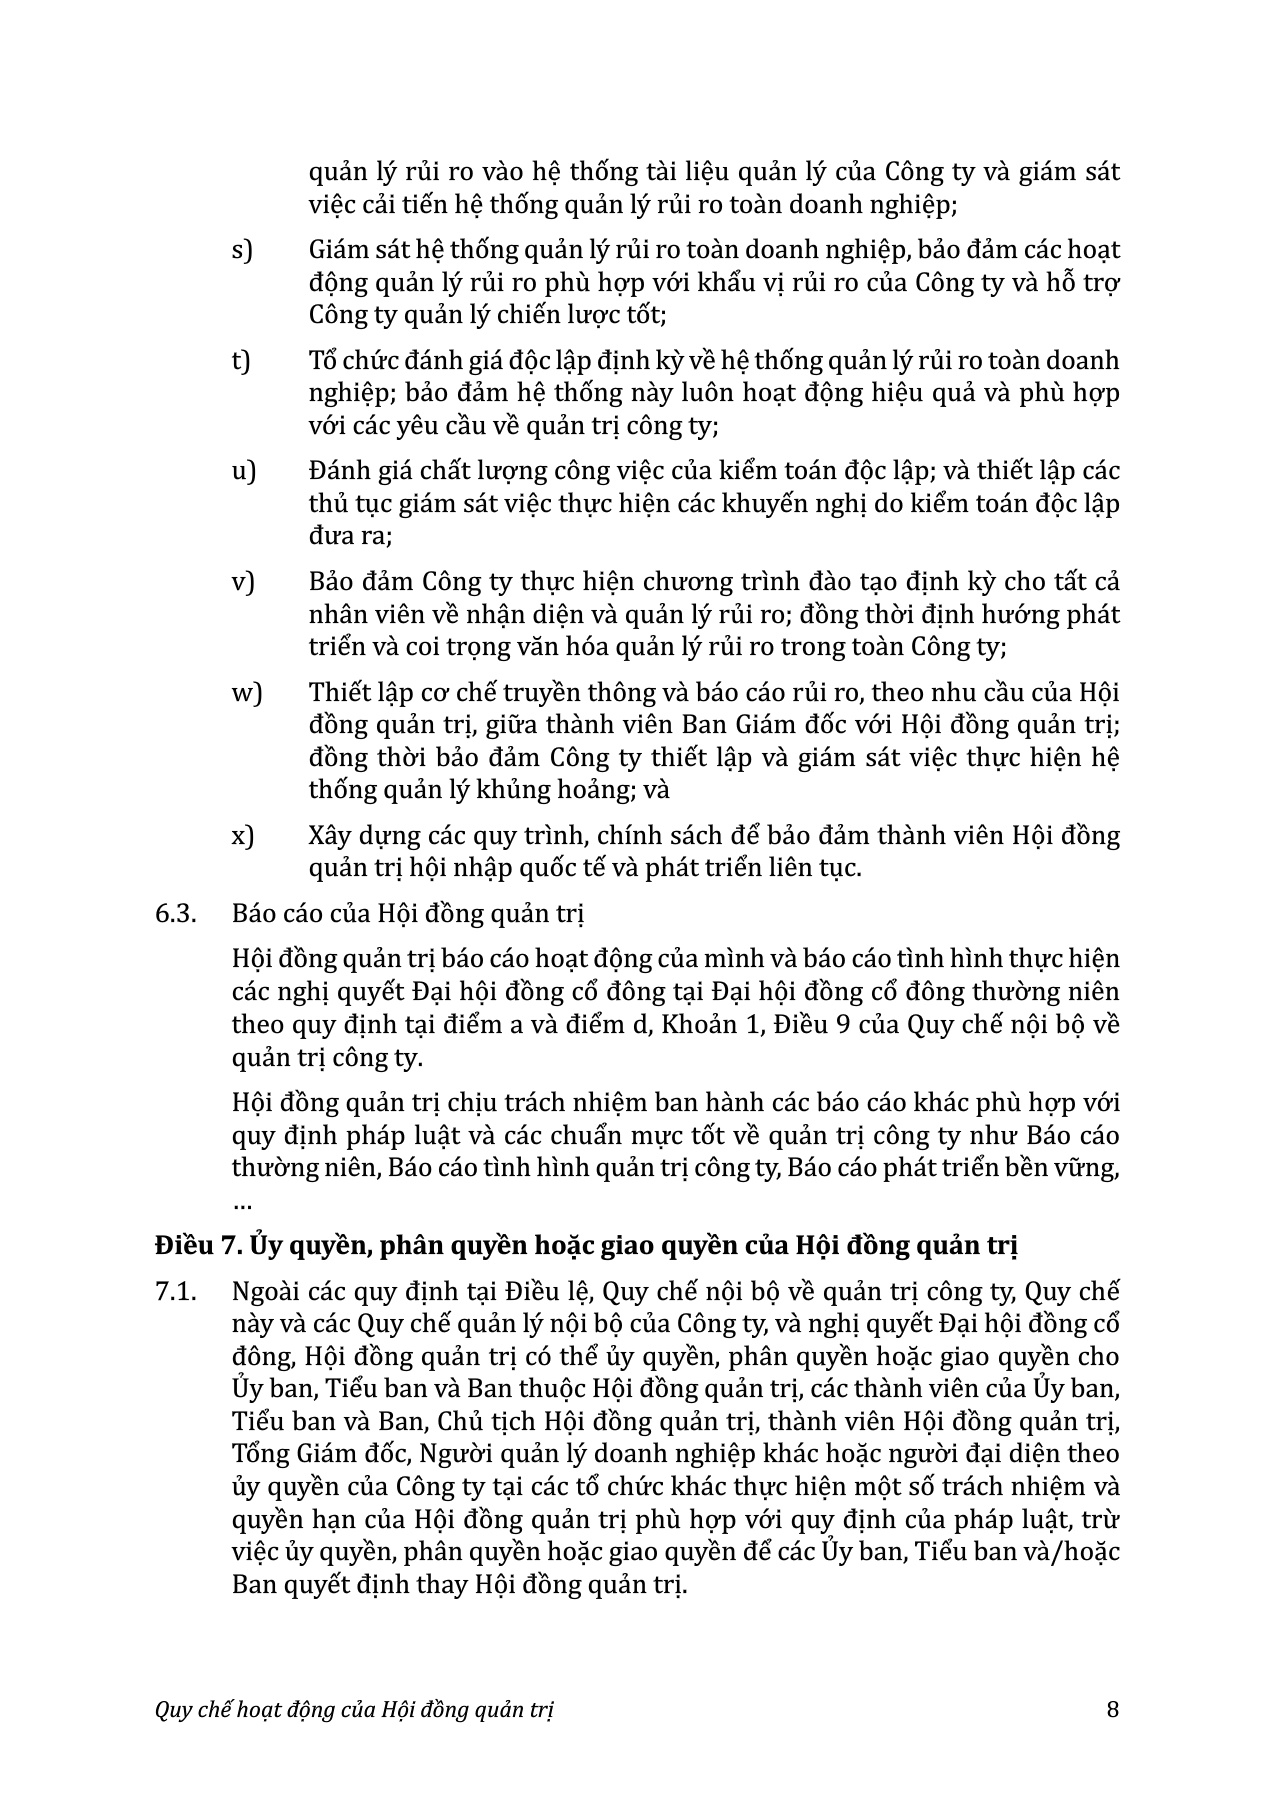 quản lý rủi ro vào hệ thống tài liệu quản lý của Công ty và giám sát
việc cải tiến hệ thống quản lý rủi ro toàn doanh nghiệp;
s) Giám sát hệ thống quản lý rủi ro toàn doanh nghiệp, bảo đảm các hoạt
động quản lý rủi ro phù hợp với khẩu vị rủi ro của Công ty và hỗ trợ
Công ty quản lý chiến lược tốt;
t) Tổ chức đánh giá độc lập định kỳ về hệ thống quản lý rủi ro toàn doanh
nghiệp; bảo đảm hệ thống này luôn hoạt động hiệu quả và phù hợp
với các yêu cầu về quản trị công ty;
u) Đánh giá chất lượng công việc của kiểm toán độc lập; và thiết lập các
thủ tục giám sát việc thực hiện các khuyến nghị do kiểm toán độc lập
đưa ra;
v) Bảo đảm Công ty thực hiện chương trình đào tạo định kỳ cho tất cả
nhân viên về nhận diện và quản lý rủi ro; đồng thời định hướng phát
triển và coi trọng văn hóa quản lý rủi ro trong toàn Công ty;
w) Thiết lập cơ chế truyền thông và báo cáo rủi ro, theo nhu cầu của Hội
đồng quản trị, giữa thành viên Ban Giám đốc với Hội đồng quản trị;
đồng thời bảo đảm Công ty thiết lập và giám sát việc thực hiện hệ
thống quản lý khủng hoảng; và
x) Xây dựng các quy trình, chính sách để bảo đảm thành viên Hội đồng
quản trị hội nhập quốc tế và phát triển liên tục.
6.3. Báo cáo của Hội đồng quản trị
Hội đồng quản trị báo cáo hoạt động của mình và báo cáo tình hình thực hiện
các nghị quyết Đại hội đồng cổ đông tại Đại hội đồng cổ đông thường niên
theo quy định tại điểm a và điểm d, Khoản 1, Điều 9 của Quy chế nội bộ về
quản trị công ty.
Hội đồng quản trị chịu trách nhiệm ban hành các báo cáo khác phù hợp với
quy định pháp luật và các chuẩn mực tốt về quản trị công ty như Báo cáo
thường niên, Báo cáo tình hình quản trị công ty, Báo cáo phát triển bền vững,
...
Điều 7. Ủy quyền, phân quyền hoặc giao quyền của Hội đồng quản trị
7.1. Ngoài các quy định tại Điều lệ, Quy chế nội bộ về quản trị công ty, Quy chế
này và các Quy chế quản lý nội bộ của Công ty, và nghị quyết Đại hội đồng cổ
đông, Hội đồng quản trị có thể ủy quyền, phân quyền hoặc giao quyền cho
Ủy ban, Tiểu ban và Ban thuộc Hội đồng quản trị, các thành viên của Ủy ban,
Tiểu ban và Ban, Chủ tịch Hội đồng quản trị, thành viên Hội đồng quản trị,
Tổng Giám đốc, Người quản lý doanh nghiệp khác hoặc người đại diện theo
ủy quyền của Công ty tại các tổ chức khác thực hiện một số trách nhiệm và
quyền hạn của Hội đồng quản trị phù hợp với quy định của pháp luật, trừ
việc ủy quyền, phân quyền hoặc giao quyền để các Ủy ban, Tiểu ban và/hoặc
Ban quyết định thay Hội đồng quản trị.
Quy chế hoạt động của Hội đồng quản trị 8